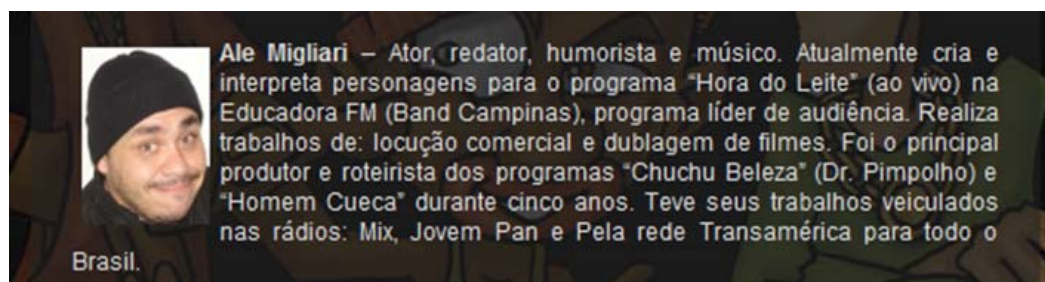 Ale Migliari – Ator, redator, humorista e músico. Atualmente cria e
interpreta personagens para o programa “Hora do Leite” (ao vivo) na
Educadora FM (Band Campinas), programa líder de audiência. Realiza
trabalhos de: locução comercial e dublagem de filmes. Foi o principal
produtor e roteirista dos programas “Chuchu Beleza” (Dr. Pimpolho) e
“Homem Cueca” durante cinco anos. Teve seus trabalhos veiculados
nas rádios: Mix, Jovem Pan e Pela rede Transamérica para todo o
Brasil.